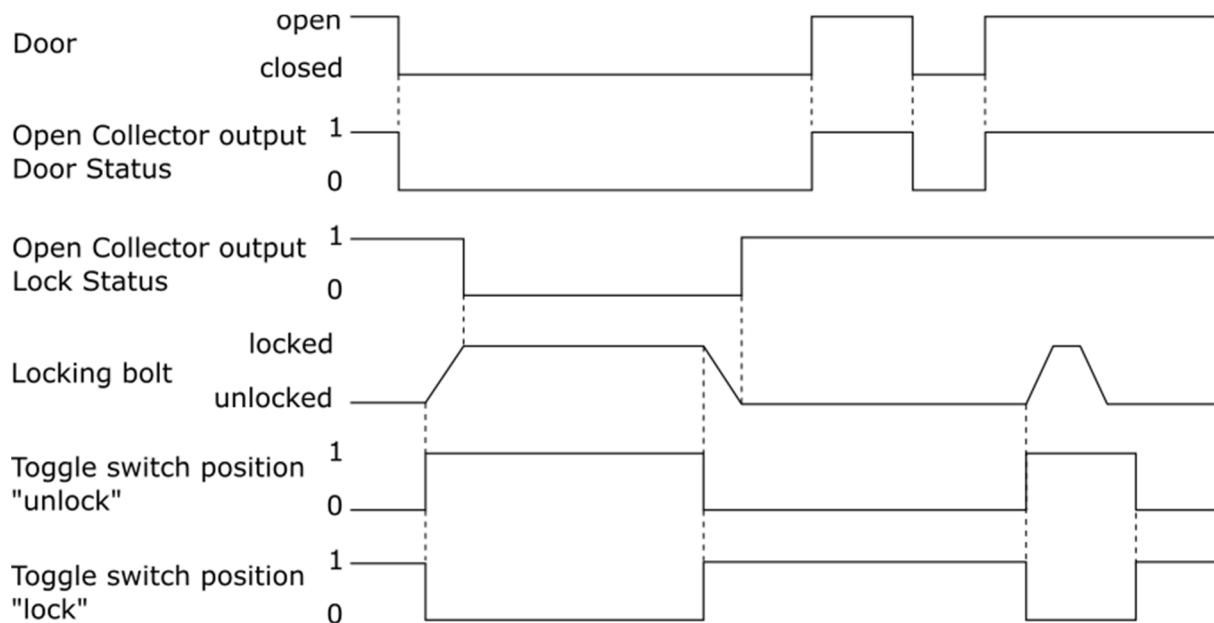 open
Door
closed
Open Collector output 1
Door Status
0
Open Collector output 1
Lock Status 0
locked
Locking bolt
unlocked
Toggle switch position 1
"unlock" 0
Toggle switch position 1
"lock" 0